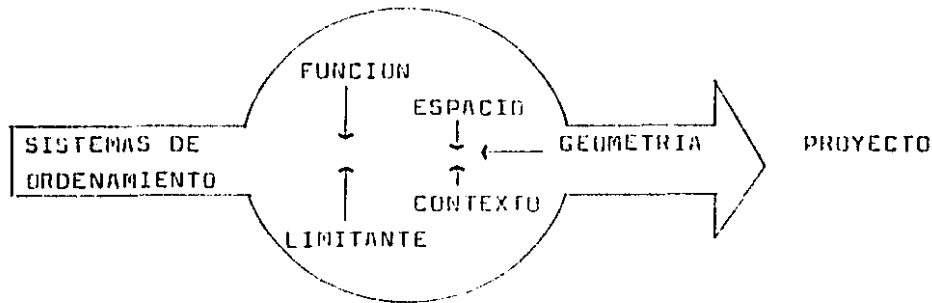 FUNCION
ESPACIO
SISTEMAS DE
ORDENAMIENTO
GEOMETRIA
PROYECTO
CONTEXTO
LIMITANTE